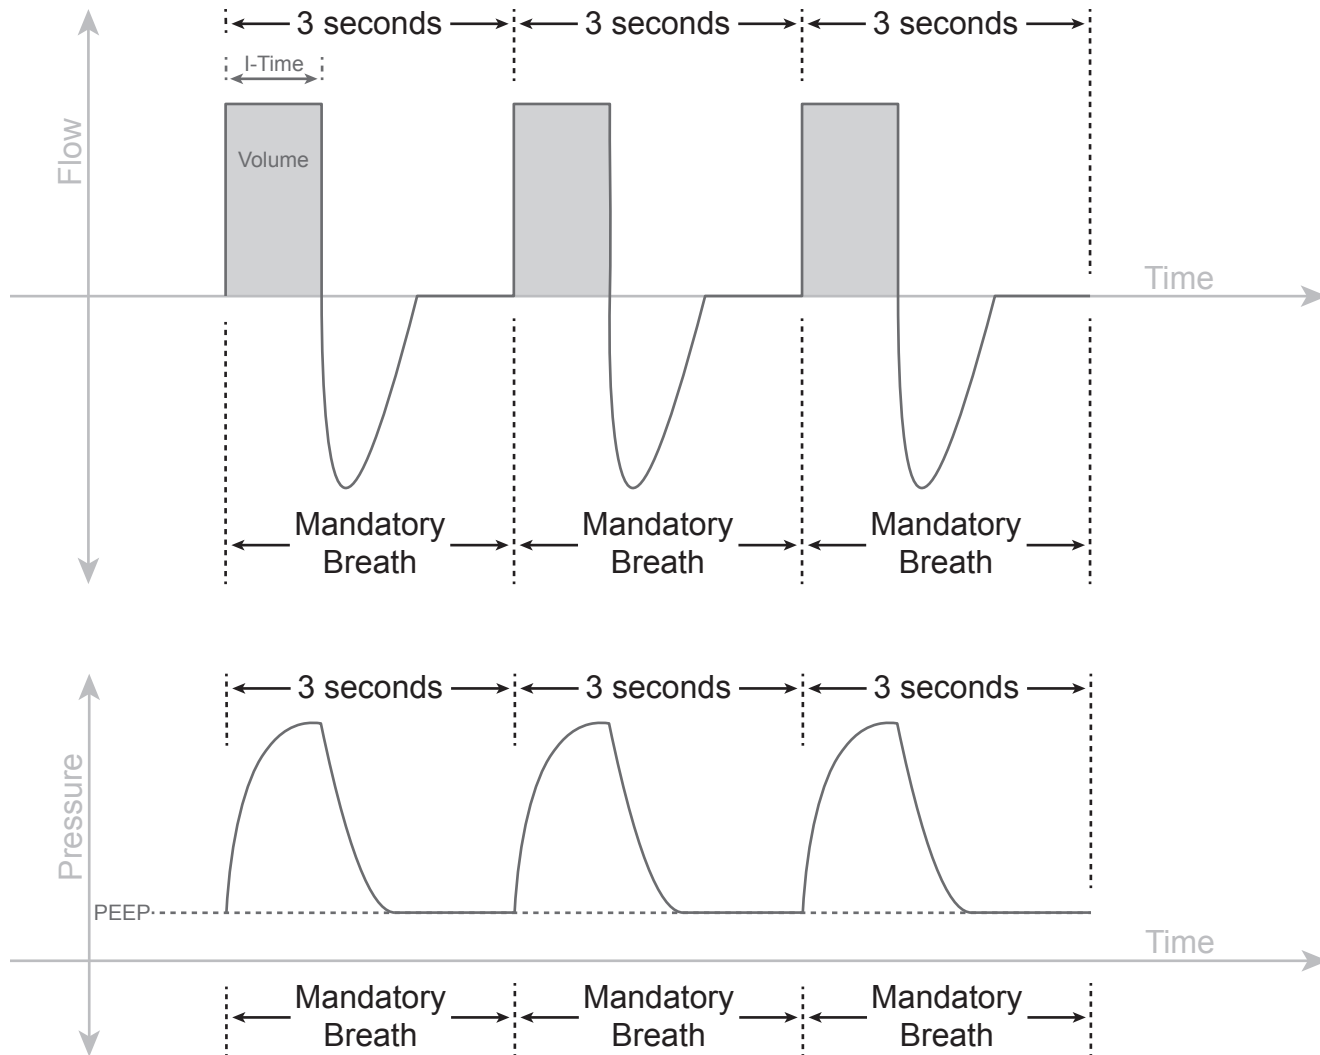 3 seconds 3 seconds 3 seconds
I-Time
Volume
Flow
Time
Mandatory Breath
Mandatory Breath
Mandatory Breath
3 seconds 3 seconds 3 seconds
Pressure
PEEP
Time
Mandatory Breath
Mandatory Breath
Mandatory Breath